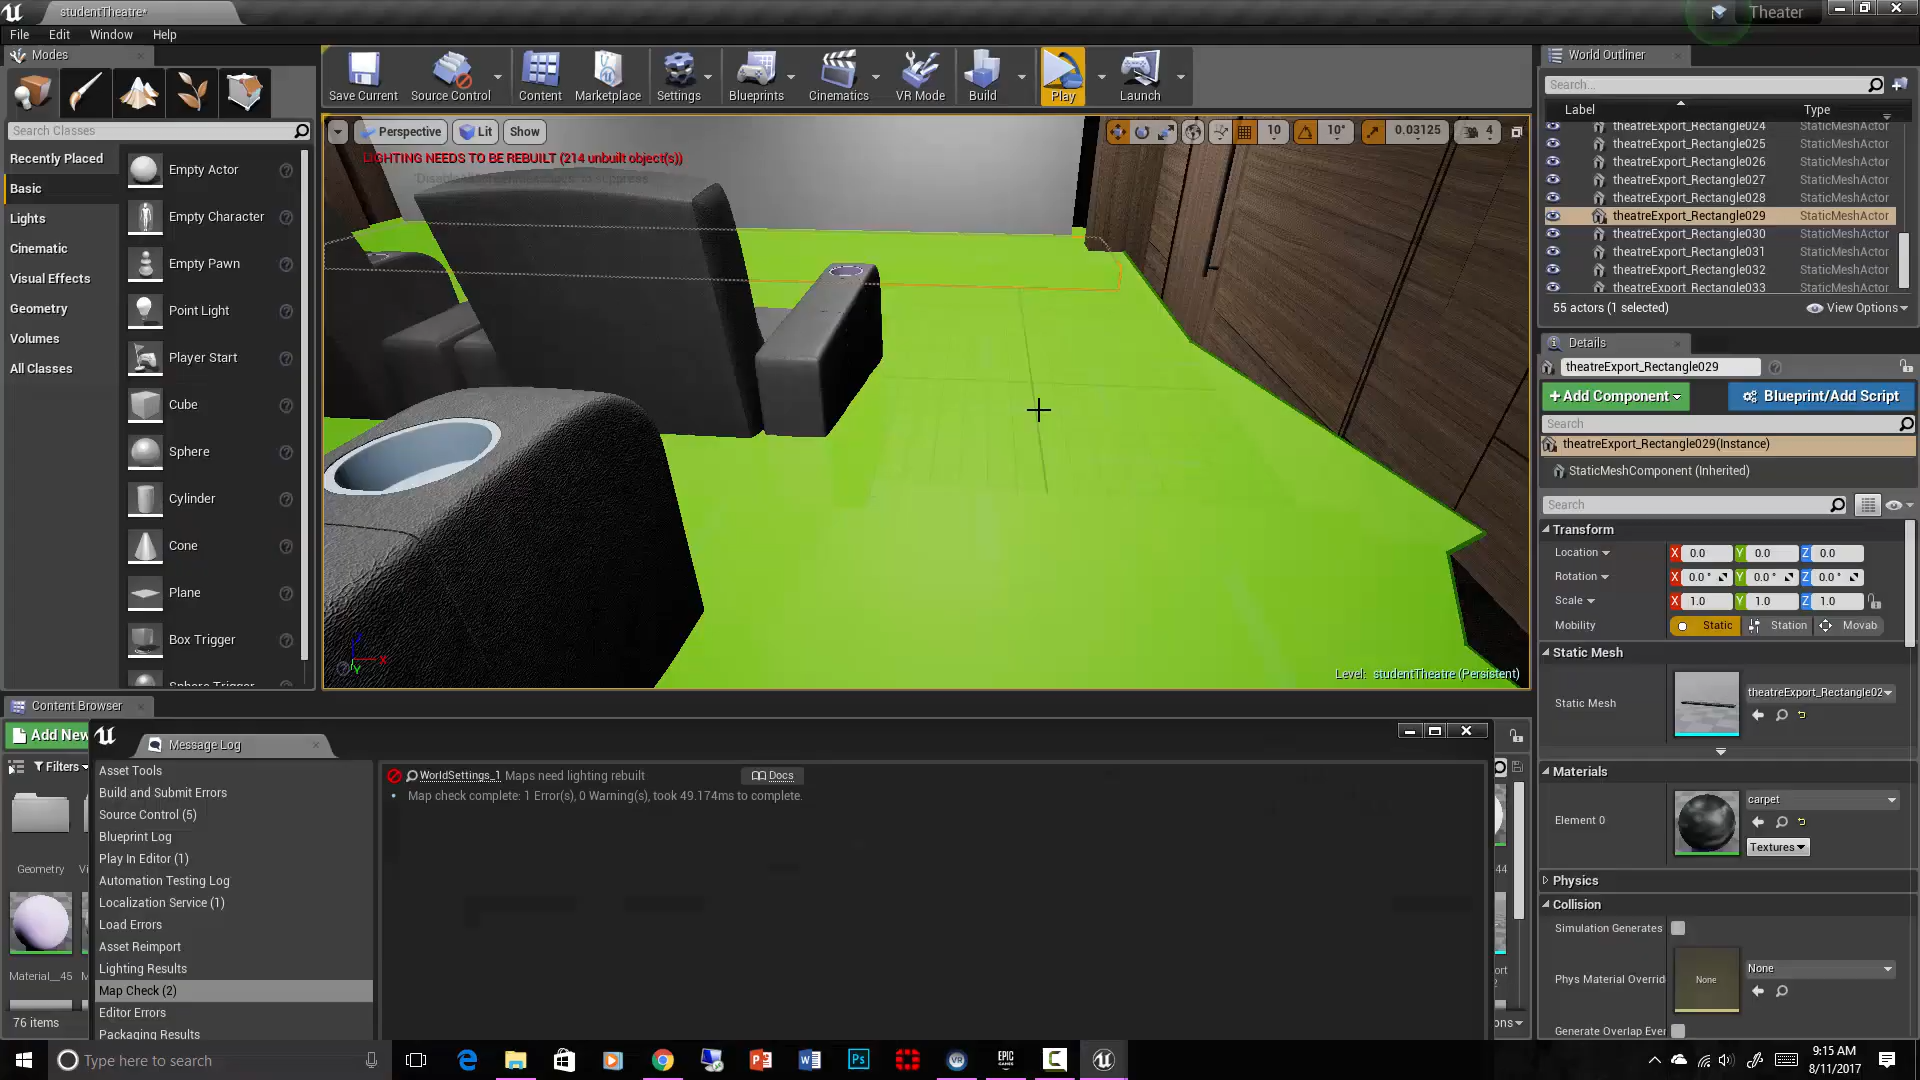 studentTheatre*
Theater
File Edit Window Help
Modes
Search Classes
Recently Placed
Basic
Lights
Cinematic
Visual Effects
Geometry
Volumes
All Classes
Empty Actor
Empty Character
Empty Pawn
Point Light
Player Start
Cube
Sphere
Cylinder
Cone
Plane
Box Trigger
Sphere Trigger
Save Current Source Control Content Marketplace Settings Blueprints Cinematics VR Mode Build Play Launch
Perspective Lit Show 10 10° 0.03125 4
LIGHTING NEEDS TO BE REBUILT (214 unbuilt object(s))
X
Y
Level: studentTheatre (Persistent)
World Outliner
Search...
Label Type
theatreExport_Rectangle024 StaticMeshActor
theatreExport_Rectangle025 StaticMeshActor
theatreExport_Rectangle026 StaticMeshActor
theatreExport_Rectangle027 StaticMeshActor
theatreExport_Rectangle028 StaticMeshActor
theatreExport_Rectangle029 StaticMeshActor
theatreExport_Rectangle030 StaticMeshActor
theatreExport_Rectangle031 StaticMeshActor
theatreExport_Rectangle032 StaticMeshActor
theatreExport_Rectangle033 StaticMeshActor
55 actors (1 selected) View Options
Details
theatreExport_Rectangle029
+Add Component Blueprint/Add Script
Search
theatreExport_Rectangle029(Instance)
StaticMeshComponent (Inherited)
Search
Transform
Location X 0.0 Y 0.0 Z 0.0
Rotation X 0.0 ° Y 0.0 ° Z 0.0 °
Scale X 1.0 Y 1.0 Z 1.0
Mobility Static Station Movab
Static Mesh
Static Mesh theatreExport_Rectangle02
Materials
Element 0 carpet
Textures
Physics
Collision
Simulation Generates
Phys Material Overrid None None
Generate Overlap Ever
Content Browser
Add New
Filters
Geometry
Material__45
76 items
44
ort
2
ons
Message Log
Asset Tools
Build and Submit Errors
Source Control (5)
Blueprint Log
Play In Editor (1)
Automation Testing Log
Localization Service (1)
Load Errors
Asset Reimport
Lighting Results
Map Check (2)
Editor Errors
Packaging Results
WorldSettings_1 Maps need lighting rebuilt Docs
Map check complete: 1 Error(s), 0 Warning(s), took 49.174ms to complete.
Type here to search
9:15 AM
8/11/2017